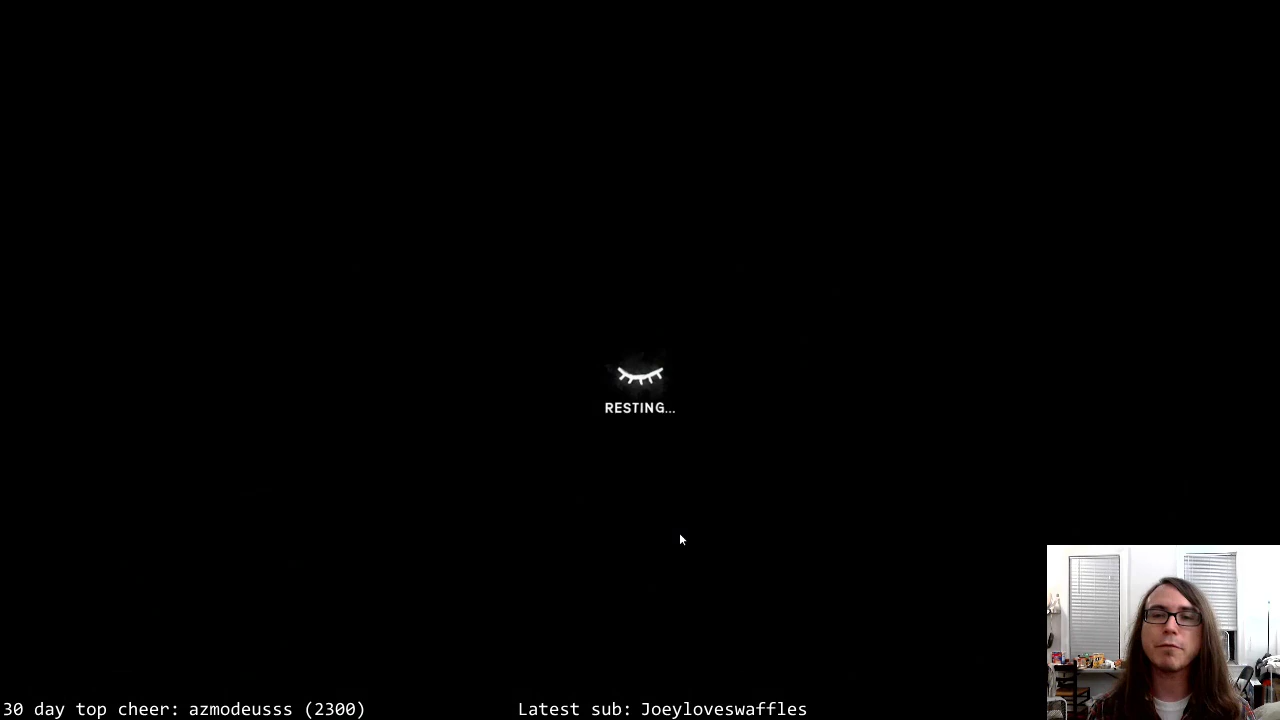 RESTING...
30 day top cheer: azmodeusss (2300)
Latest sub: Joeyloveswaffles